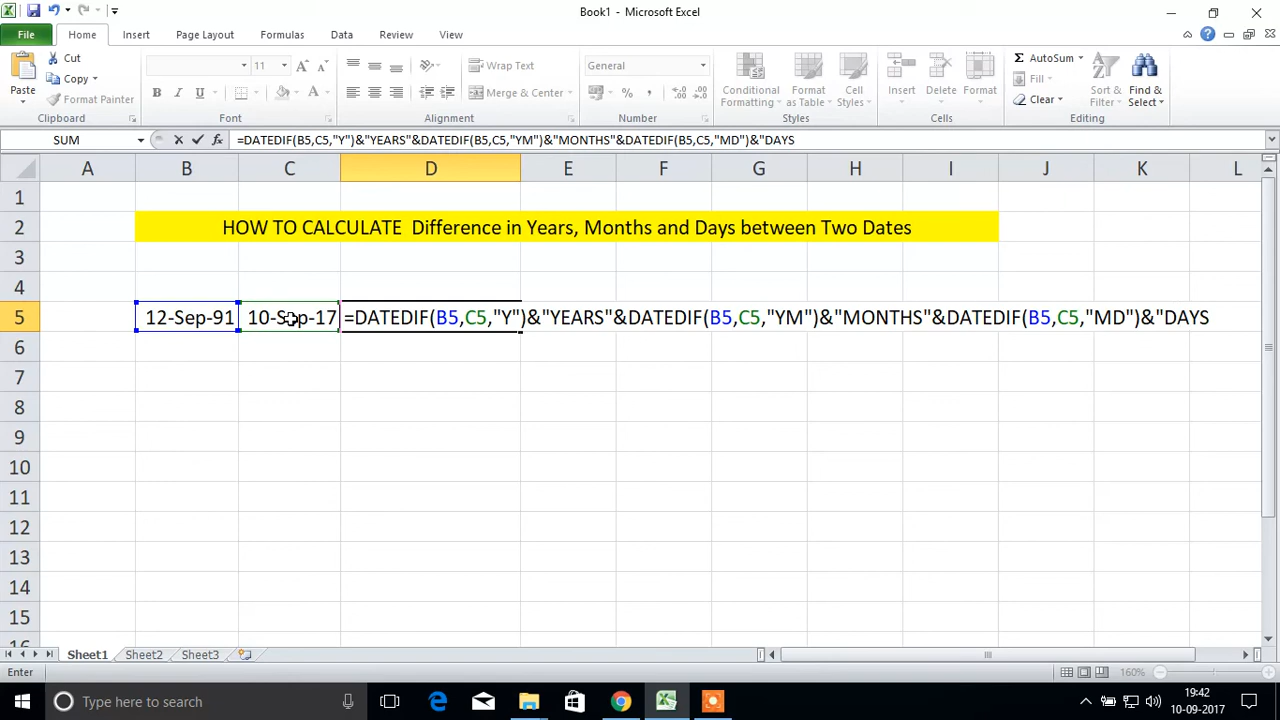 Book1 - Microsoft Excel
File Home Insert Page Layout Formulas Data Review View
Cut
Copy
Format Painter
Paste
Clipboard
11
A A
B I U A
Font
Wrap Text
Merge & Center
Alignment
General
% ,
Number
Conditional Formatting
Format as Table
Cell Styles
Styles
Insert Delete Format
Cells
Σ AutoSum
Fill
Clear
Sort & Filter
Find & Select
Editing
SUM fx =DATEDIF(B5,C5,"Y")&"YEARS"&DATEDIF(B5,C5,"YM")&"MONTHS"&DATEDIF(B5,C5,"MD")&"DAYS
A B C D E F G H I J K L
1
2 HOW TO CALCULATE Difference in Years, Months and Days between Two Dates
3
4
5 12-Sep-91 10-Sep-17 =DATEDIF(B5,C5,"Y")&"YEARS"&DATEDIF(B5,C5,"YM")&"MONTHS"&DATEDIF(B5,C5,"MD")&"DAYS
6
7
8
9
10
11
12
13
14
15
16
Sheet1 Sheet2 Sheet3
Enter 160%
Type here to search
19:42
10-09-2017